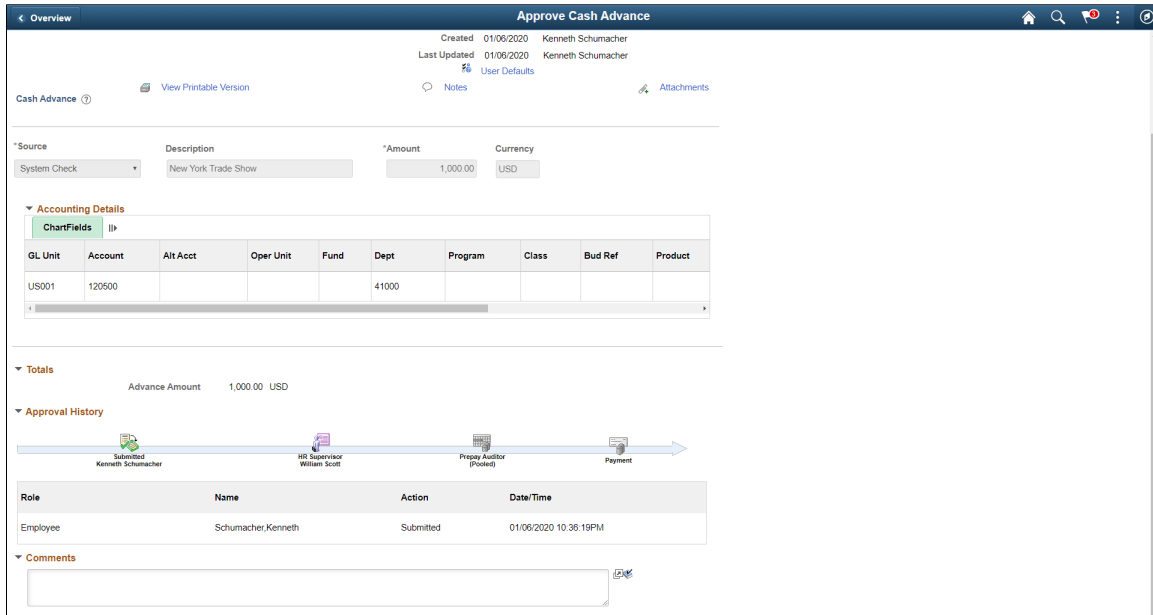 Overview
Approve Cash Advance
3
Created 01/06/2020 Kenneth Schumacher
Last Updated 01/06/2020 Kenneth Schumacher
User Defaults
View Printable Version Notes Attachments
Cash Advance ?
*Source Description *Amount Currency
System Check New York Trade Show 1,000.00 USD
Accounting Details
ChartFields
GL Unit Account Alt Acct Oper Unit Fund Dept Program Class Bud Ref Product
US001 120500 41000
Totals
Advance Amount 1,000.00 USD
Approval History
Submitted HR Supervisor Prepay Auditor Payment
Kenneth Schumacher William Scott (Pooled)
Role Name Action Date/Time
Employee Schumacher,Kenneth Submitted 01/06/2020 10:36:19PM
Comments